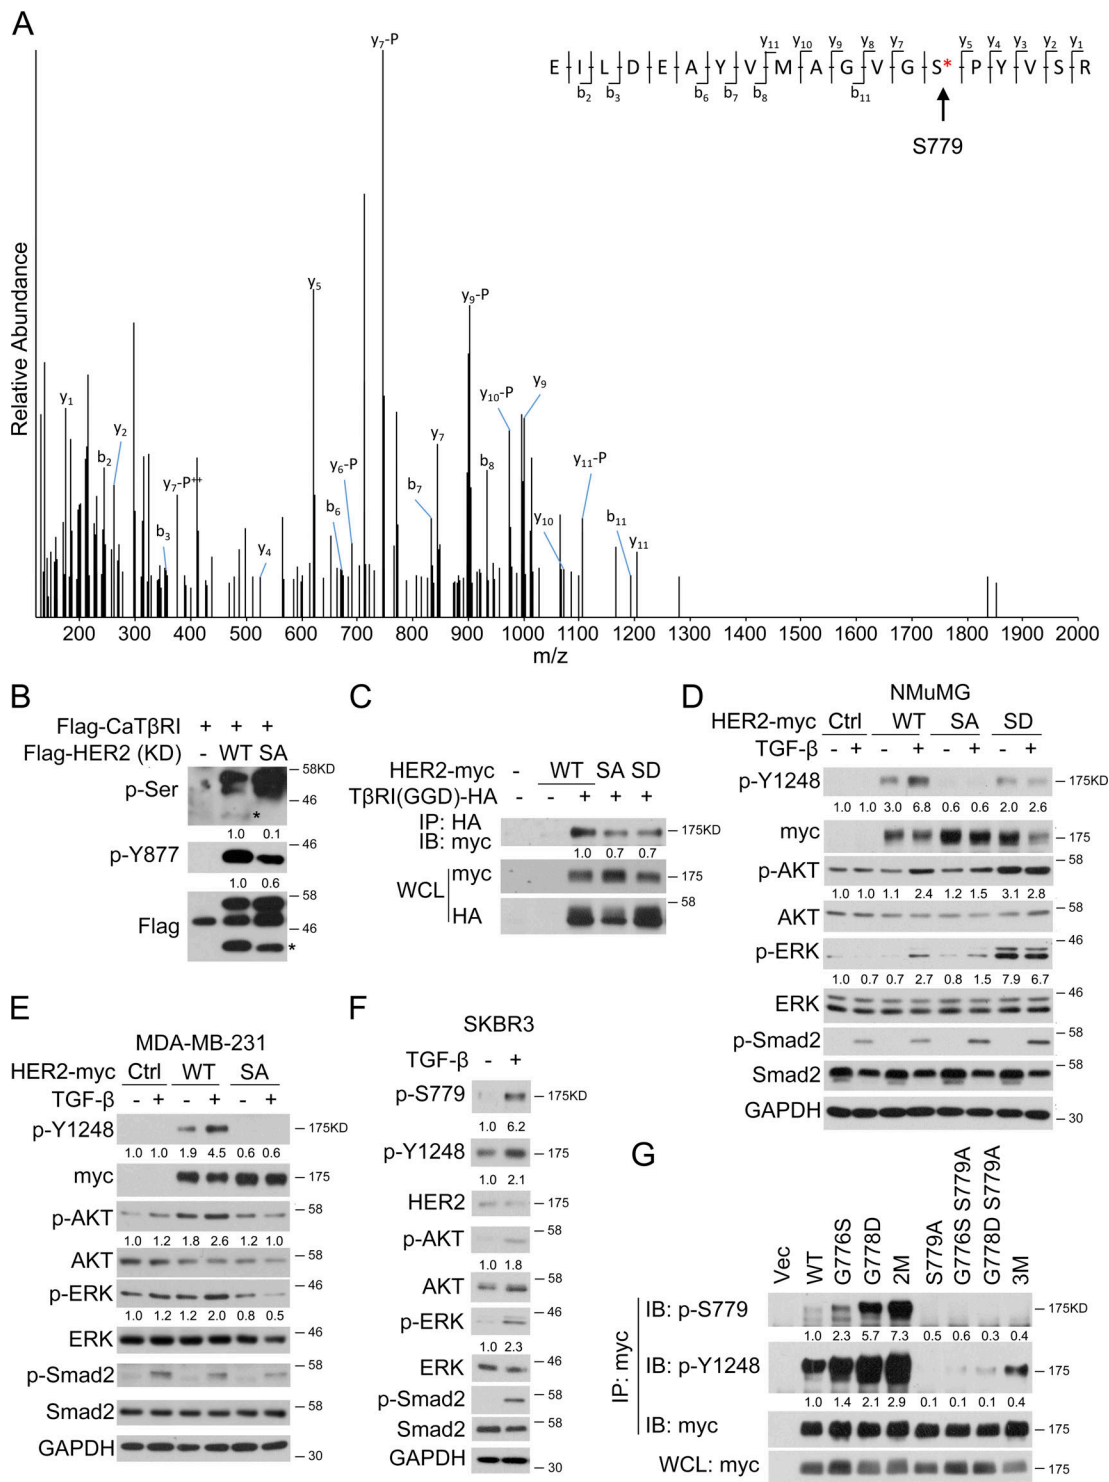 A
y7-P
y11 y10 y9 y8 y7 y5 y4 y3 y2 y1
E I L D E A Y V M A G V G S* P Y V S R
b2 b3 b6 b7 b8 b11
S779
Relative Abundance
y5
y9-P
y1
y10-P
y9
y2
b2
y7-P++
b3
y4
b6
y6-P
b7
y7
b8
y10
y11-P
b11
y11
200 300 400 500 600 700 800 900 1000 1100 1200 1300 1400 1500 1600 1700 1800 1900 2000
m/z
B
Flag-CaTβRI + + +
Flag-HER2 (KD) - WT SA
p-Ser 58KD
46
*
1.0 0.1
p-Y877 46
1.0 0.6
Flag 58
46
*
C
HER2-myc - WT SA SD
TβRI(GGD)-HA - - + + +
IP: HA
IB: myc 175KD
1.0 0.7 0.7
WCL
myc 175
HA 58
D
NMuMG
HER2-myc Ctrl WT SA SD
TGF-β - + - + - + - +
p-Y1248 175KD
1.0 1.0 3.0 6.8 0.6 0.6 2.0 2.6
myc 175
p-AKT 58
1.0 1.0 1.1 2.4 1.2 1.5 3.1 2.8
AKT 58
p-ERK 46
1.0 0.7 0.7 2.7 0.8 1.5 7.9 6.7
ERK 46
p-Smad2 58
Smad2 58
GAPDH 30
E
MDA-MB-231
HER2-myc Ctrl WT SA
TGF-β - + - + - +
p-Y1248 175KD
1.0 1.0 1.9 4.5 0.6 0.6
myc 175
p-AKT 58
1.0 1.2 1.8 2.6 1.2 1.0
AKT 58
p-ERK 46
1.0 1.2 1.2 2.0 0.8 0.5
ERK 46
p-Smad2 58
Smad2 58
GAPDH 30
F
SKBR3
TGF-β - +
p-S779 175KD
1.0 6.2
p-Y1248 175
1.0 2.1
HER2 175
p-AKT 58
1.0 1.8
AKT 58
p-ERK 46
1.0 2.3
ERK 46
p-Smad2 58
Smad2 58
GAPDH 30
G
Vec
WT
G776S
G778D
2M
S779A
G776S S779A
G778D S779A
3M
IP: myc
IB: p-S779 175KD
1.0 2.3 5.7 7.3 0.5 0.6 0.3 0.4
IB: p-Y1248 175
1.0 1.4 2.1 2.9 0.1 0.1 0.1 0.4
IB: myc 175
WCL: myc 175